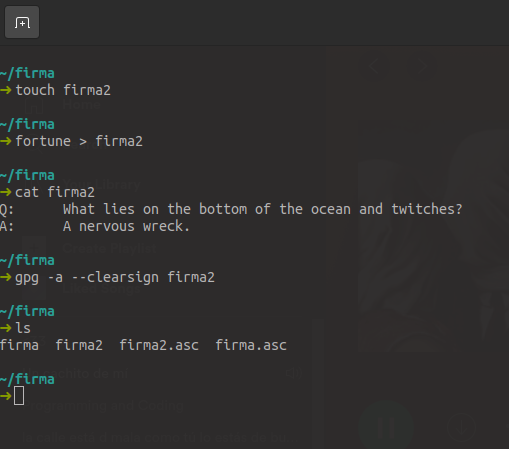 ~/firma
➜ touch firma2
~/firma
➜ fortune > firma2
~/firma
➜ cat firma2
Q:      What lies on the bottom of the ocean and twitches?
A:      A nervous wreck.
~/firma
➜ gpg -a --clearsign firma2
~/firma
➜ ls
firma  firma2  firma2.asc  firma.asc
~/firma
➜